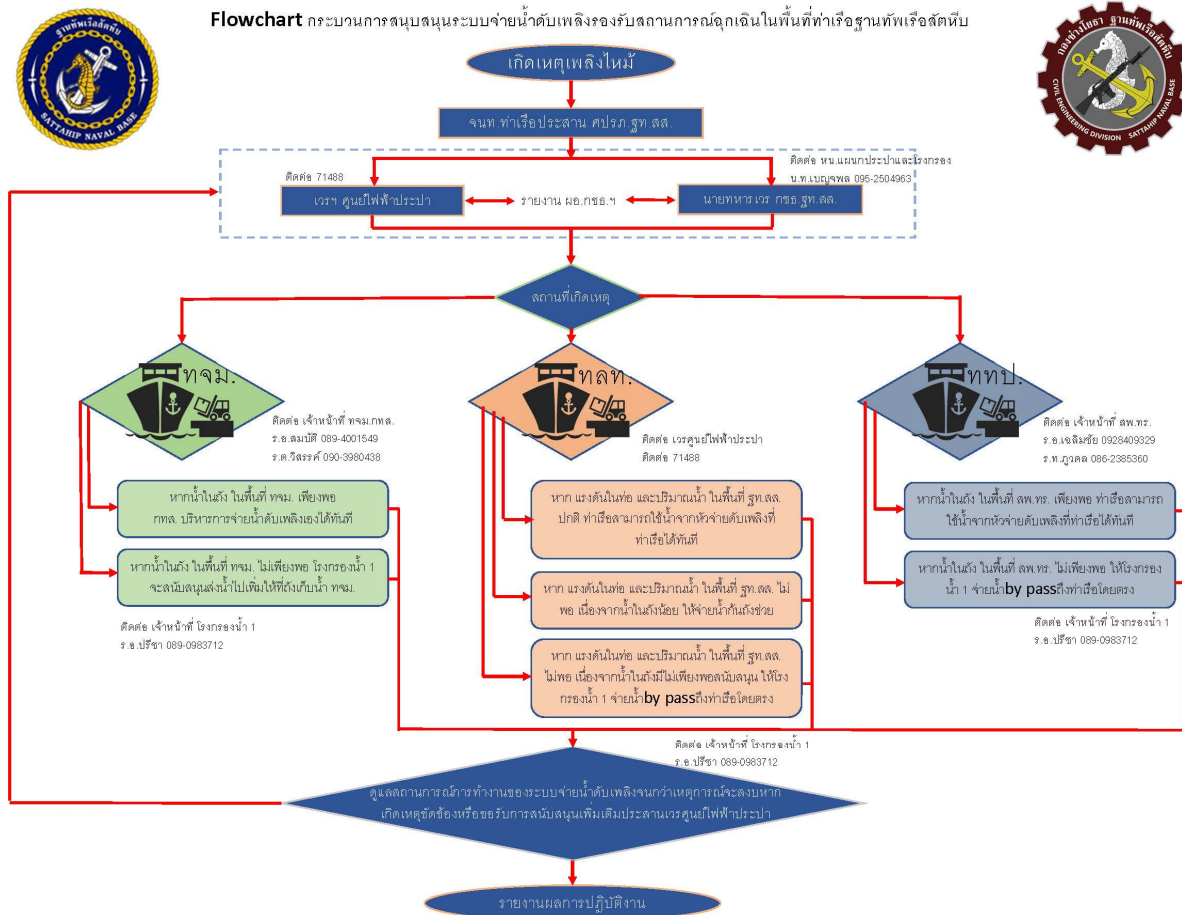 Flowchart กระบวนการสนุบสนุนระบบจ่ายน้ำดับเพลิงรองรับสถานการณ์ฉุกเฉินในพื้นที่ท่าเรือฐานทัพเรือสัตหีบ
ฐานทัพเรือสัตหีบ
SATTAHIP NAVAL BASE
กองช่างโยธา ฐานทัพเรือสัตหีบ
CIVIL ENGINEERING DIVISION SATTAHIP NAVAL BASE
เกิดเหตุเพลิงไหม้
จนท.ท่าเรือประสาน ศปรภ.ฐท.สส.
ติดต่อ 71488
เวรฯ ศูนย์ไฟฟ้าประปา
รายงาน ผอ.กชธ.ฯ
ติดต่อ หน.แผนกประปาและโรงกรอง
น.ท.เบญจพล 095-2504963
นายทหารเวร กชธ.ฐท.สส.
สถานที่เกิดเหตุ
ทจม.
ติดต่อ เจ้าหน้าที่ ทจม.กทส.
ร.อ.สมบัติ 089-4001549
ร.ต.วิสรรค์ 090-3980438
หากน้ำในถัง ในพื้นที่ ทจม. เพียงพอ
กทส. บริหารการจ่ายน้ำดับเพลิงเองได้ทันที
หากน้ำในถัง ในพื้นที่ ทจม. ไม่เพียงพอ โรงกรองน้ำ 1
จะสนับสนุนส่งน้ำไปเพิ่มให้ที่ถังเก็บน้ำ ทจม.
ติดต่อ เจ้าหน้าที่ โรงกรองน้ำ 1
ร.อ.ปรีชา 089-0983712
ทลท.
ติดต่อ เวรศูนย์ไฟฟ้าประปา
ติดต่อ 71488
หาก แรงดันในท่อ และปริมาณน้ำ ในพื้นที่ ฐท.สส.
ปกติ ท่าเรือสามารถใช้น้ำจากหัวจ่ายดับเพลิงที่
ท่าเรือได้ทันที
หาก แรงดันในท่อ และปริมาณน้ำ ในพื้นที่ ฐท.สส. ไม่
พอ เนื่องจากน้ำในถังน้อย ให้จ่ายน้ำก้นถังช่วย
หาก แรงดันในท่อ และปริมาณน้ำ ในพื้นที่ ฐท.สส.
ไม่พอ เนื่องจากน้ำในถังมีไม่เพียงพอสนับสนุน ให้โรง
กรองน้ำ 1 จ่ายน้ำby passถึงท่าเรือโดยตรง
ติดต่อ เจ้าหน้าที่ โรงกรองน้ำ 1
ร.อ.ปรีชา 089-0983712
ททป.
ติดต่อ เจ้าหน้าที่ สพ.ทร.
ร.อ.เฉลิมชัย 0928409329
ร.ท.ภูวดล 086-2385360
หากน้ำในถัง ในพื้นที่ สพ.ทร. เพียงพอ ท่าเรือสามารถ
ใช้น้ำจากหัวจ่ายดับเพลิงที่ท่าเรือได้ทันที
หากน้ำในถัง ในพื้นที่ สพ.ทร. ไม่เพียงพอ ให้โรงกรอง
น้ำ 1 จ่ายน้ำby passถึงท่าเรือโดยตรง
ติดต่อ เจ้าหน้าที่ โรงกรองน้ำ 1
ร.อ.ปรีชา 089-0983712
ดูแลสถานการณ์การทำงานของระบบจ่ายน้ำดับเพลิงจนกว่าเหตุการณ์จะสงบหาก
เกิดเหตุขัดข้องหรือขอรับการสนับสนุนเพิ่มเติมประสานเวรศูนย์ไฟฟ้าประปา
รายงานผลการปฏิบัติงาน